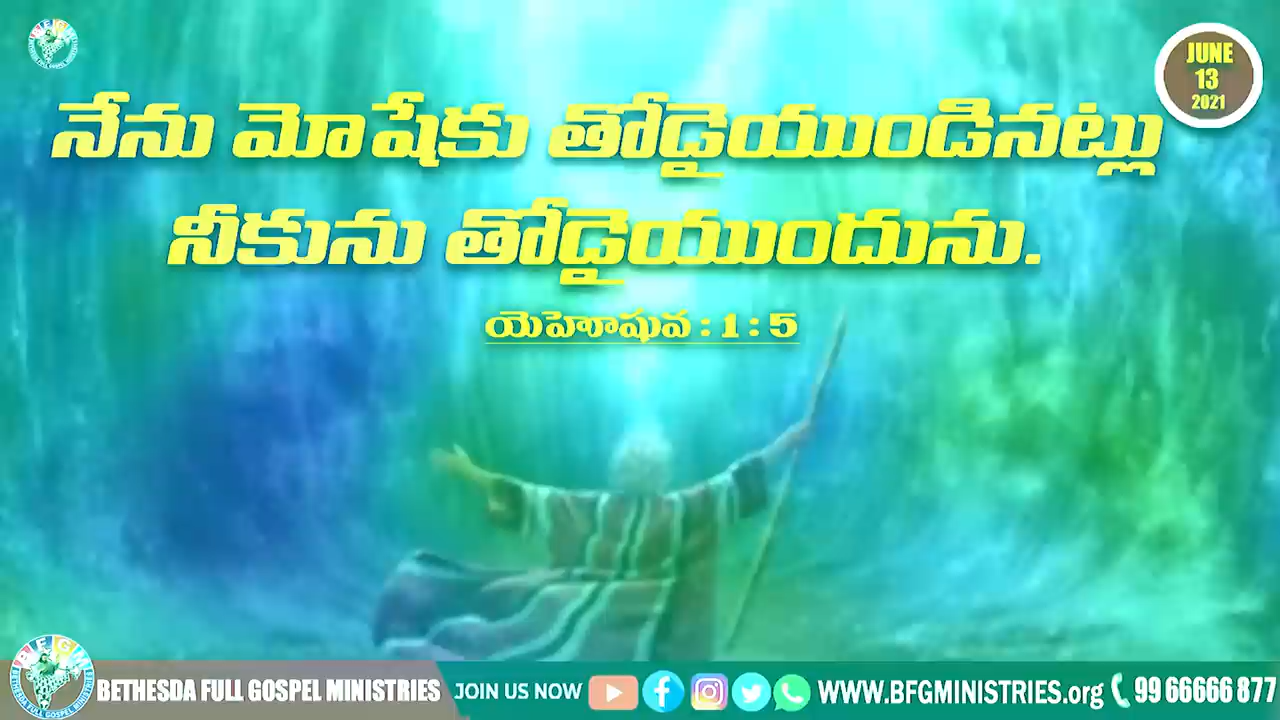 JUNE
13
2021
నేను మోషేకు తోడైయుండినట్లు
నీకును తోడైయుందును.
యెహెూషువ : 1 : 5
BETHESDA FULL GOSPEL MINISTRIES JOIN US NOW WWW.BFGMINISTRIES.org 99 66666 877